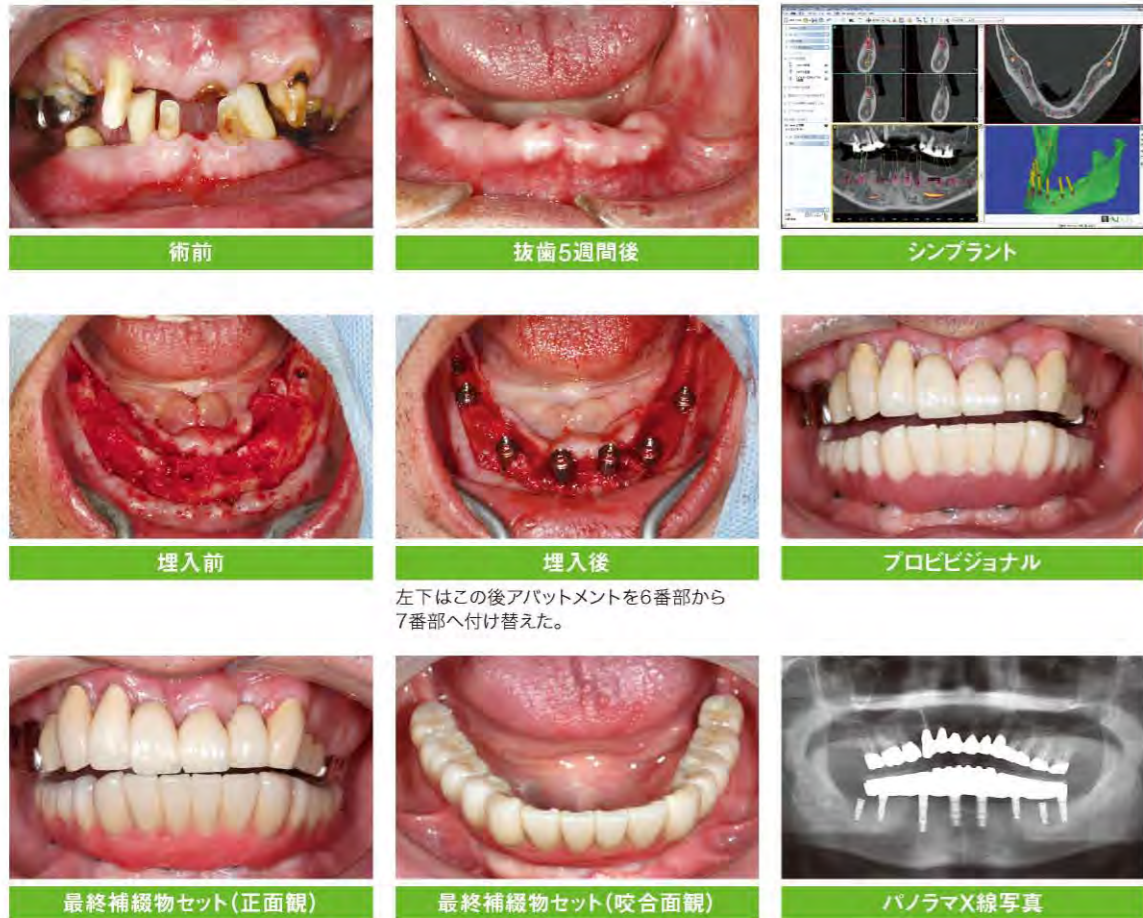 術前
抜歯5週間後
シンプラント
埋入前
埋入後
プロビビジョナル
左下はこの後アバットメントを6番部から
7番部へ付け替えた。
最終補綴物セット(正面観)
最終補綴物セット(咬合面観)
パノラマX線写真